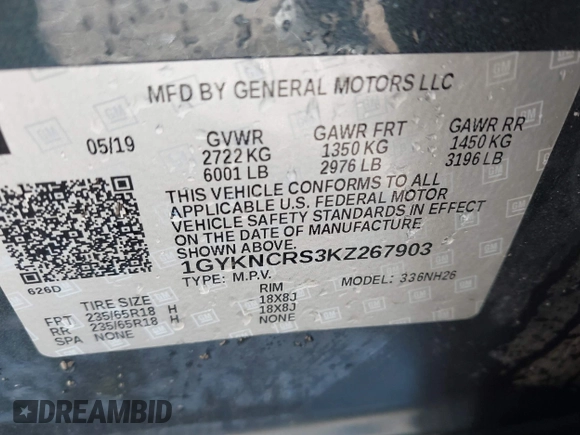 MFD BY GENERAL MOTORS LLC
05/19 GVWR GAWR FRT GAWR RR
2722 KG 1350 KG 1450 KG
6001 LB 2976 LB 3196 LB
THIS VEHICLE CONFORMS TO ALL
APPLICABLE U.S. FEDERAL MOTOR
VEHICLE SAFETY STANDARDS IN EFFECT
ON THE DATE OF MANUFACTURE
SHOWN ABOVE.
1GYKNCRS3KZ267903
626D TYPE: M.P.V. MODEL: 336NH26
TIRE SIZE RIM
FRT 235/65R18 H 18X8J
RR 235/65R18 H 18X8J
SPA NONE NONE
DREAMBID